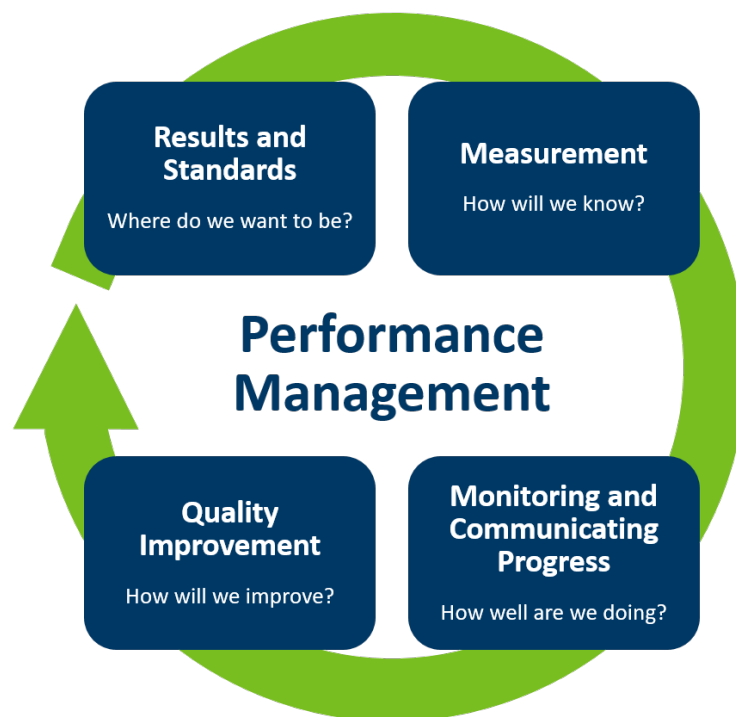 Results and
Standards
Where do we want to be?
Measurement
How will we know?
Performance
Management
Quality
Improvement
How will we improve?
Monitoring and
Communicating
Progress
How well are we doing?